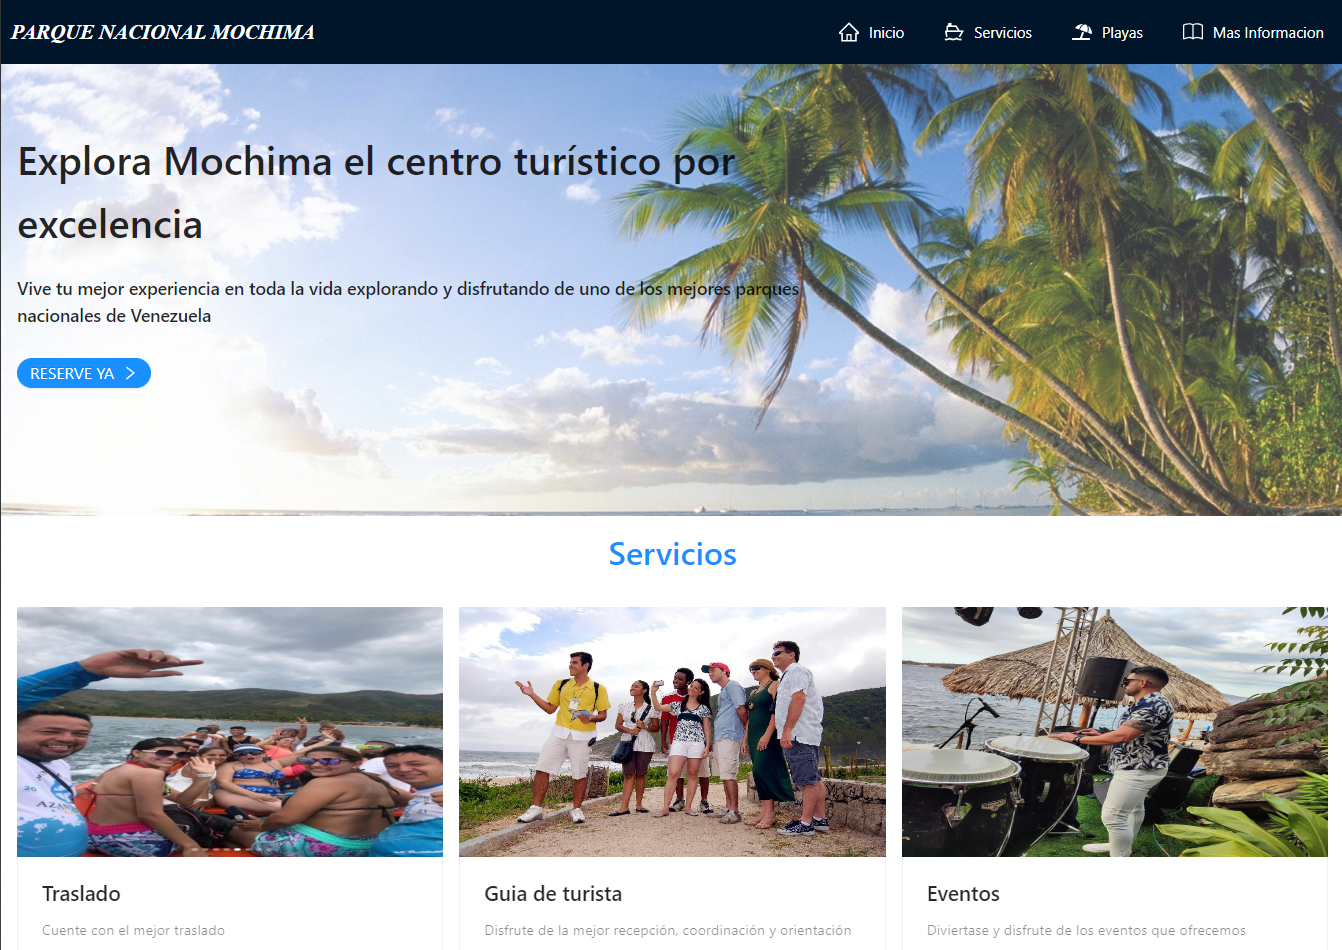 PARQUE NACIONAL MOCHIMA
Inicio
Servicios
Playas
Mas Informacion
Explora Mochima el centro turístico por
excelencia
Vive tu mejor experiencia en toda la vida explorando y disfrutando de uno de los mejores parques
nacionales de Venezuela
RESERVE YA
Servicios
Traslado
Cuente con el mejor traslado
Guia de turista
Disfrute de la mejor recepción, coordinación y orientación
Eventos
Diviertase y disfrute de los eventos que ofrecemos